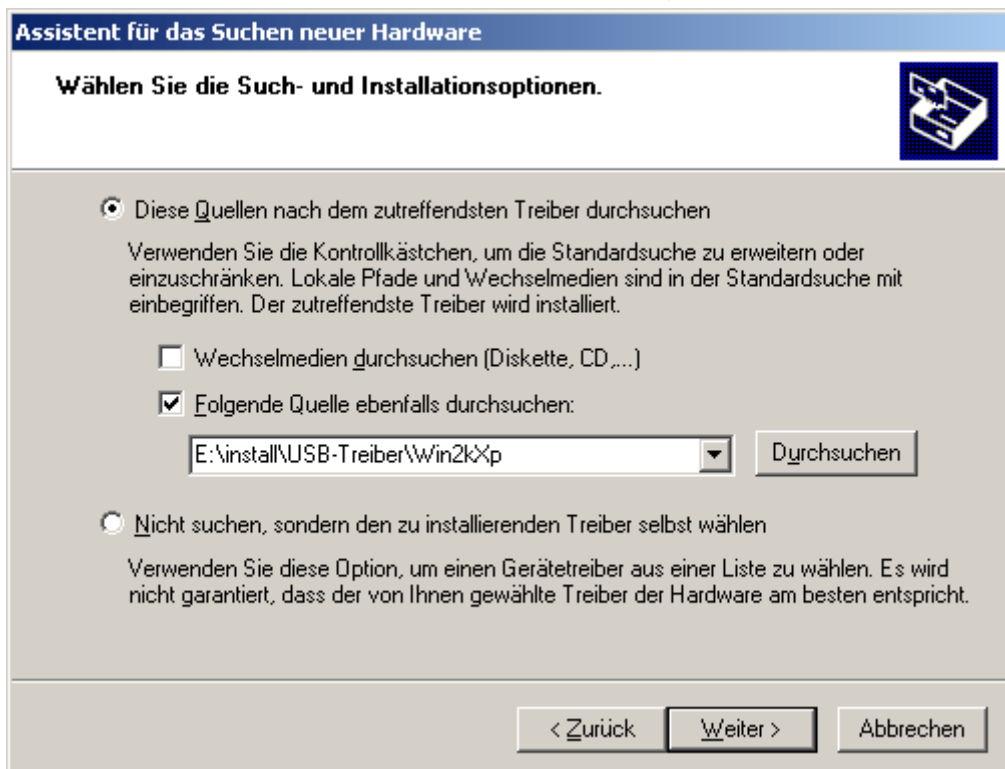 Assistent für das Suchen neuer Hardware
Wählen Sie die Such- und Installationsoptionen.
Diese Quellen nach dem zutreffendsten Treiber durchsuchen
Verwenden Sie die Kontrollkästchen, um die Standardsuche zu erweitern oder
einzuschränken. Lokale Pfade und Wechselmedien sind in der Standardsuche mit
einbegriffen. Der zutreffendste Treiber wird installiert.
Wechselmedien durchsuchen (Diskette, CD,...)
Folgende Quelle ebenfalls durchsuchen:
E:\install\USB-Treiber\Win2kXp
Durchsuchen
Nicht suchen, sondern den zu installierenden Treiber selbst wählen
Verwenden Sie diese Option, um einen Gerätetreiber aus einer Liste zu wählen. Es wird
nicht garantiert, dass der von Ihnen gewählte Treiber der Hardware am besten entspricht.
< Zurück Weiter > Abbrechen